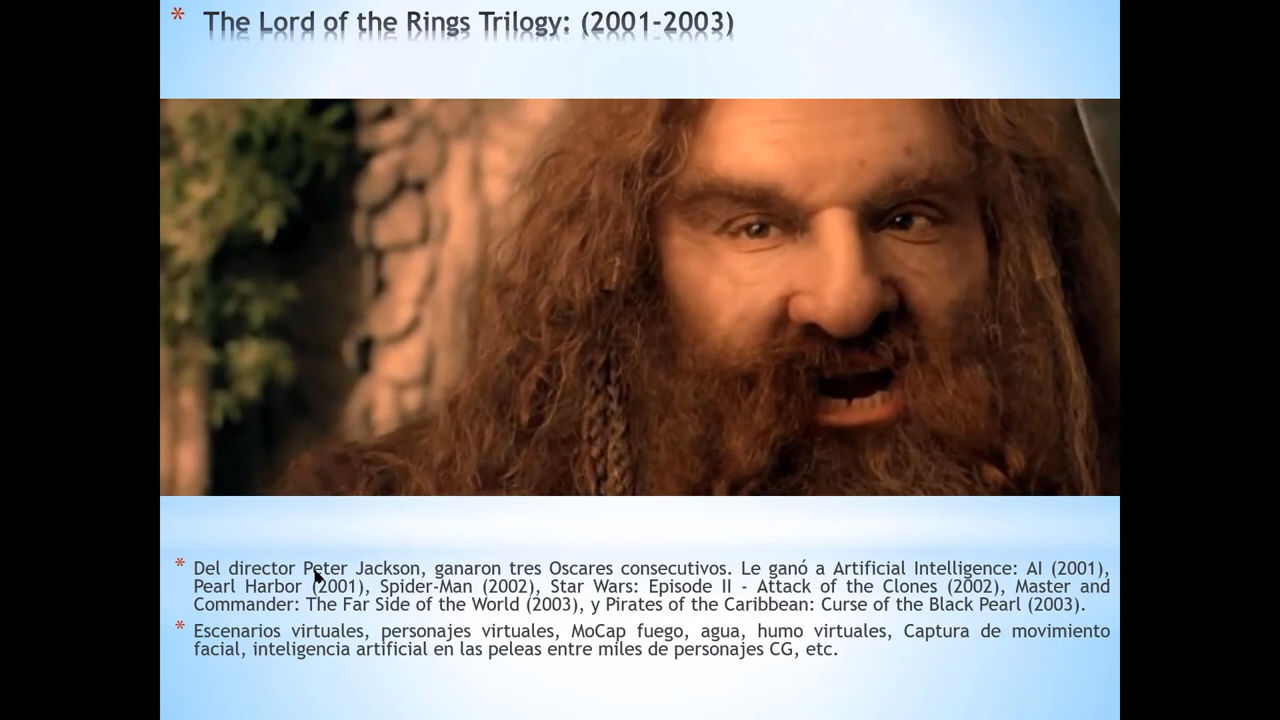 * The Lord of the Rings Trilogy: (2001-2003)
* Del director Peter Jackson, ganaron tres Oscares consecutivos. Le ganó a Artificial Intelligence: AI (2001),
Pearl Harbor (2001), Spider-Man (2002), Star Wars: Episode II - Attack of the Clones (2002), Master and
Commander: The Far Side of the World (2003), y Pirates of the Caribbean: Curse of the Black Pearl (2003).
* Escenarios virtuales, personajes virtuales, MoCap fuego, agua, humo virtuales, Captura de movimiento
facial, inteligencia artificial en las peleas entre miles de personajes CG, etc.